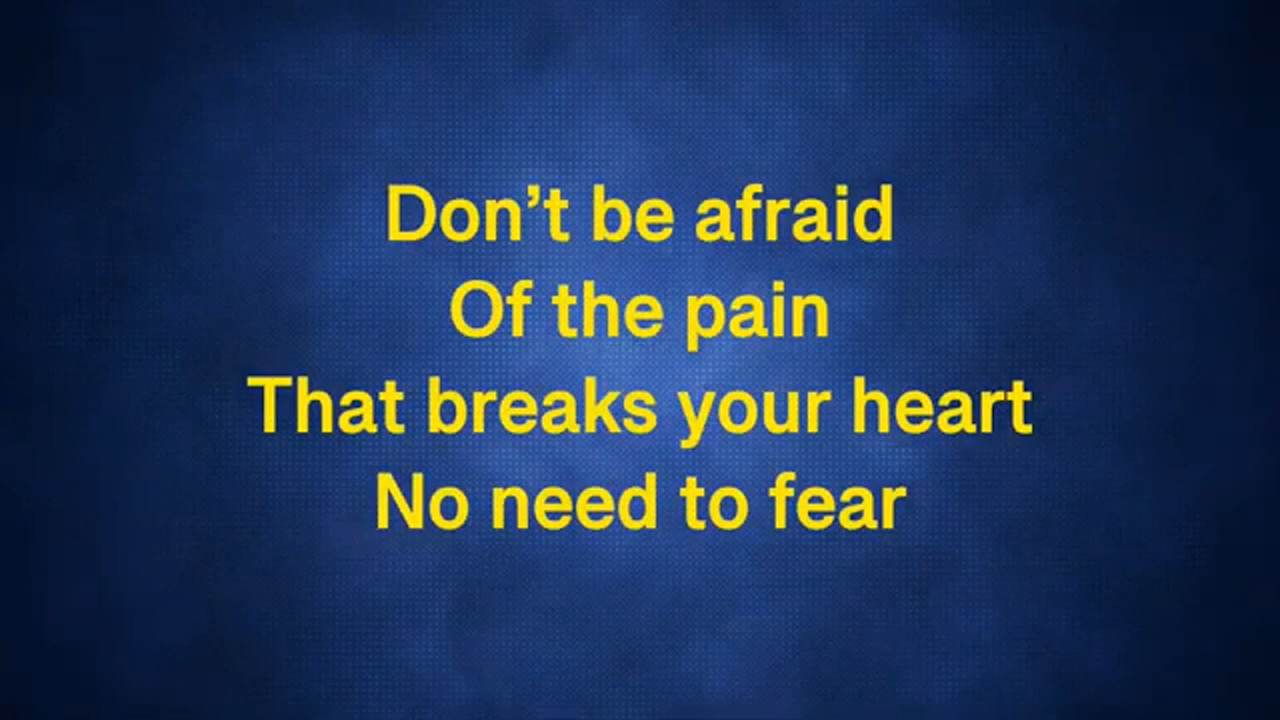 Don’t be afraid
Of the pain
That breaks your heart
No need to fear